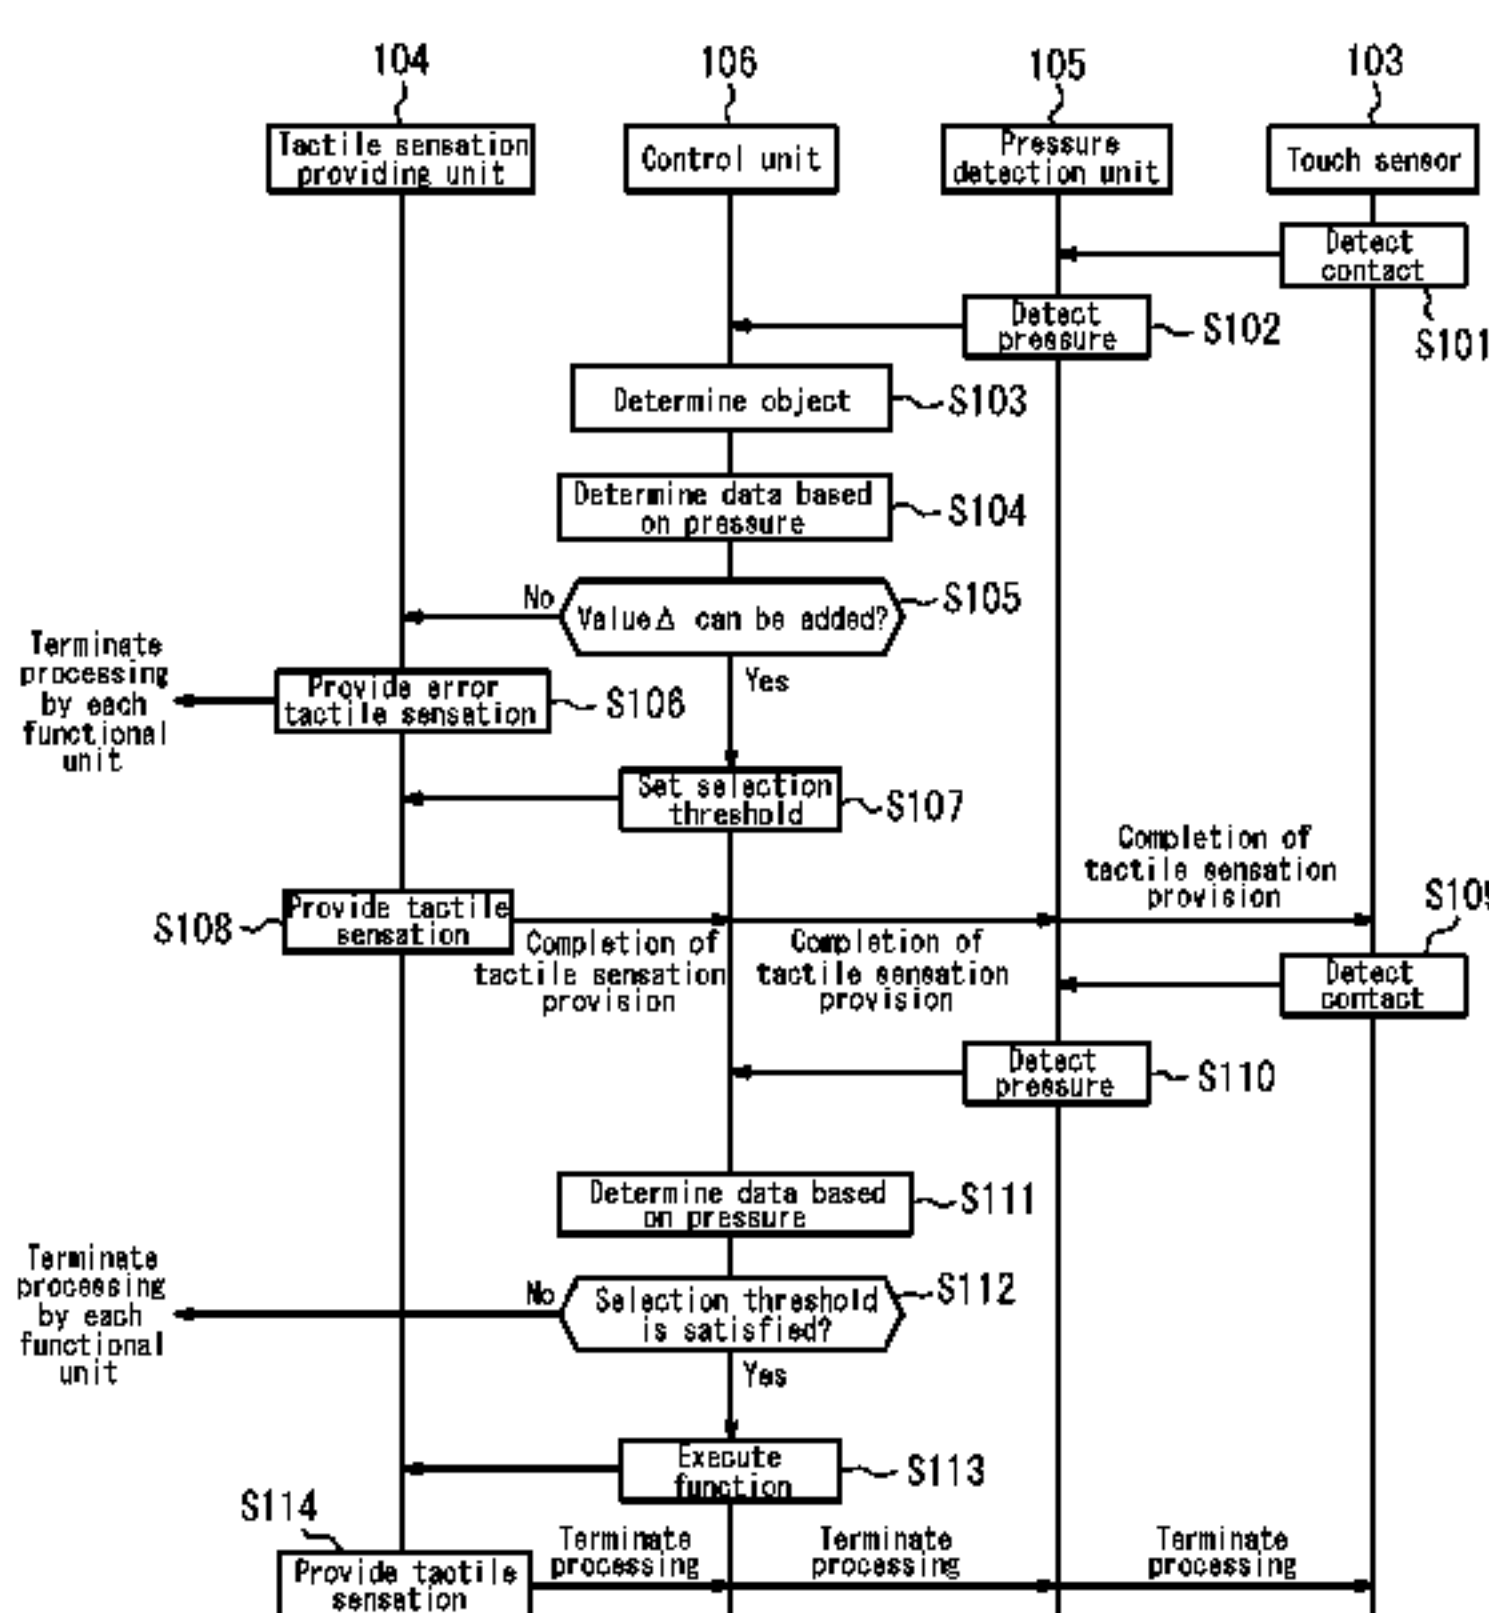 104
106
105
103
Tactile sensation
providing unit
Control unit
Pressure
detection unit
Touch sensor
Detect
contact
S101
Detect
pressure
S102
Determine object
S103
Determine data based
on pressure
S104
No
Value Δ can be added?
S105
Yes
Terminate
processing
by each
functional
unit
Provide error
tactile sensation
S106
Set selection
threshold
S107
Completion of
tactile sensation
provision
S108
Provide tactile
sensation
Completion of
tactile sensation
provision
Completion of
tactile sensation
provision
S109
Detect
contact
Detect
pressure
S110
Determine data based
on pressure
S111
Terminate
processing
by each
functional
unit
No
Selection threshold
is satisfied?
S112
Yes
Execute
function
S113
S114
Provide tactile
sensation
Terminate
processing
Terminate
processing
Terminate
processing